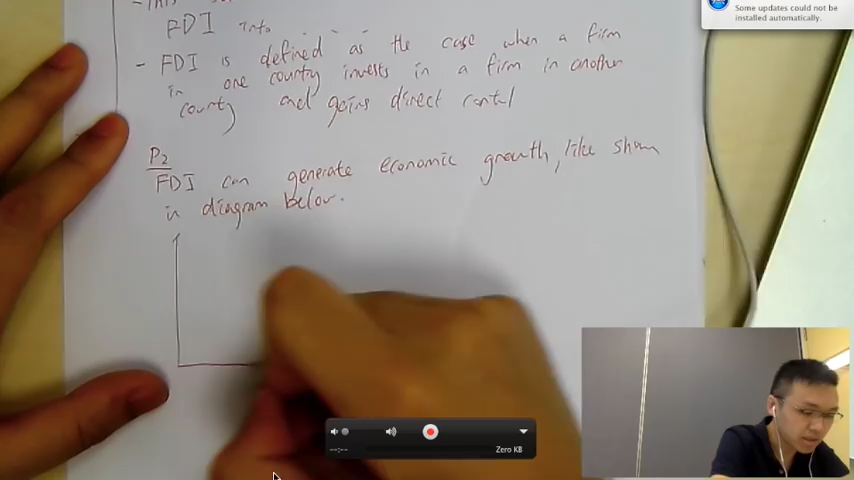 - This
FDI into
- FDI is defined as the case when a firm
in one country invests in a firm in another
country and gains direct control
P2
FDI can generate economic growth, like shown
in diagram below.
Some updates could not be
installed automatically.
--:--
Zero KB